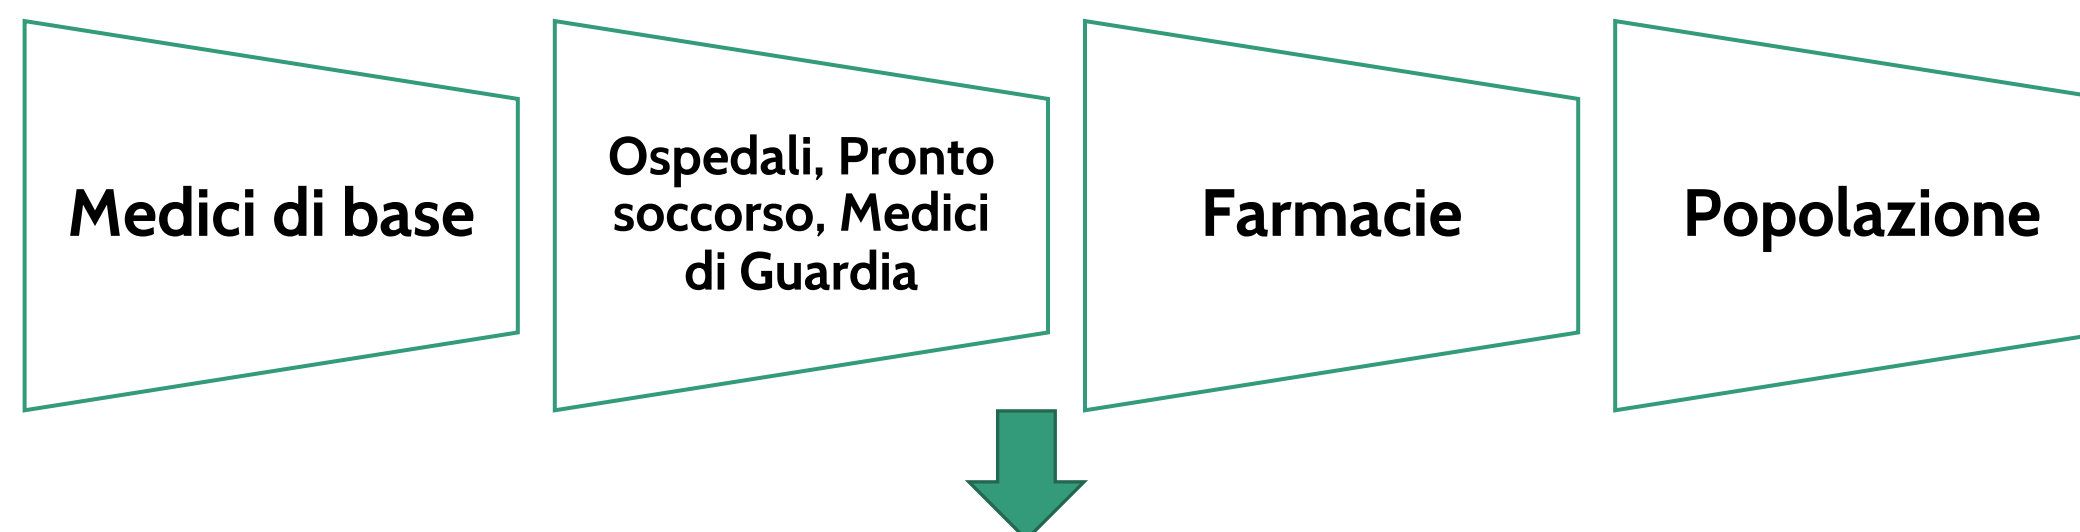 Medici di base
Ospedali, Pronto
soccorso, Medici
di Guardia
Farmacie
Popolazione